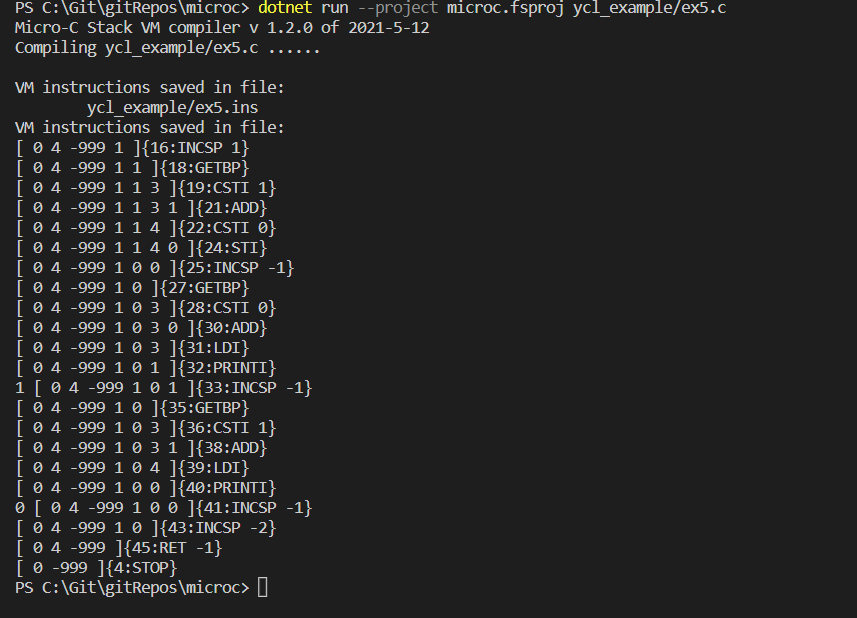 PS C:\Git\gitRepos\microc> dotnet run --project microc.fsproj ycl_example/ex5.c
Micro-C Stack VM compiler v 1.2.0 of 2021-5-12
Compiling ycl_example/ex5.c ......
VM instructions saved in file:
ycl_example/ex5.ins
VM instructions saved in file:
[ 0 4 -999 1 ]{16:INCSP 1}
[ 0 4 -999 1 1 ]{18:GETBP}
[ 0 4 -999 1 1 3 ]{19:CSTI 1}
[ 0 4 -999 1 1 3 1 ]{21:ADD}
[ 0 4 -999 1 1 4 ]{22:CSTI 0}
[ 0 4 -999 1 1 4 0 ]{24:STI}
[ 0 4 -999 1 0 0 ]{25:INCSP -1}
[ 0 4 -999 1 0 ]{27:GETBP}
[ 0 4 -999 1 0 3 ]{28:CSTI 0}
[ 0 4 -999 1 0 3 0 ]{30:ADD}
[ 0 4 -999 1 0 3 ]{31:LDI}
[ 0 4 -999 1 0 1 ]{32:PRINTI}
1 [ 0 4 -999 1 0 1 ]{33:INCSP -1}
[ 0 4 -999 1 0 ]{35:GETBP}
[ 0 4 -999 1 0 3 ]{36:CSTI 1}
[ 0 4 -999 1 0 3 1 ]{38:ADD}
[ 0 4 -999 1 0 4 ]{39:LDI}
[ 0 4 -999 1 0 0 ]{40:PRINTI}
0 [ 0 4 -999 1 0 0 ]{41:INCSP -1}
[ 0 4 -999 1 0 ]{43:INCSP -2}
[ 0 4 -999 ]{45:RET -1}
[ 0 -999 ]{4:STOP}
PS C:\Git\gitRepos\microc>